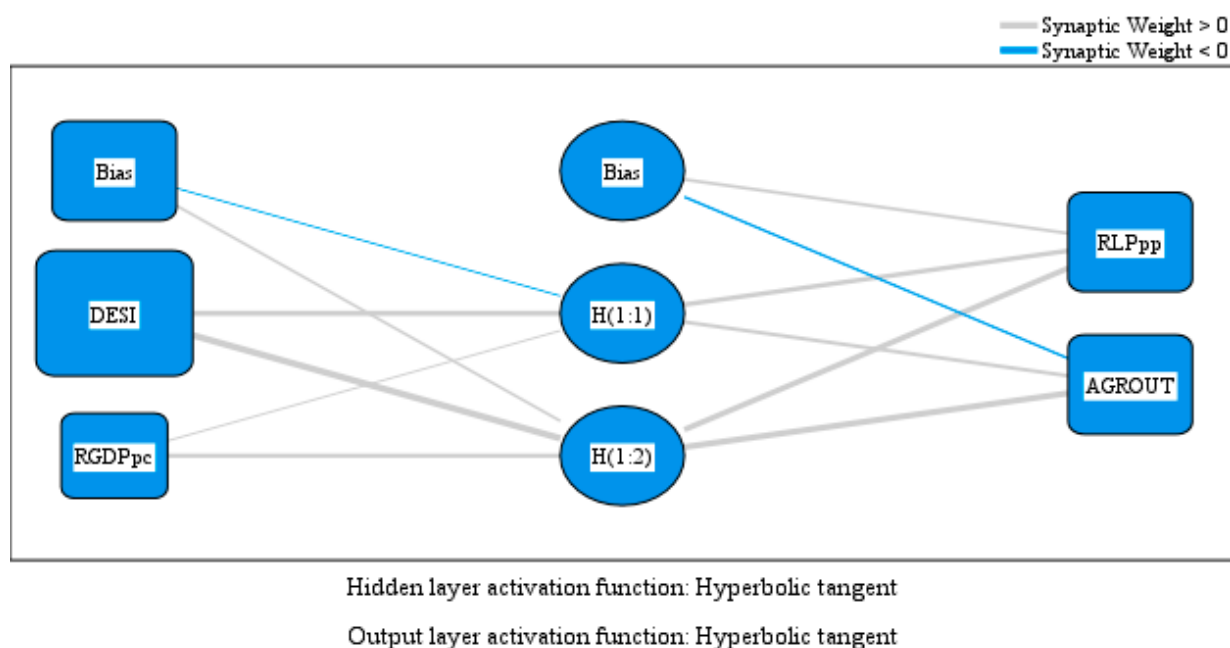 Synaptic Weight > 0
Synaptic Weight < 0
Bias
Bias
RLPpp
DESI
H(1:1)
AGROUT
RGDPpc
H(1:2)
Hidden layer activation function: Hyperbolic tangent
Output layer activation function: Hyperbolic tangent